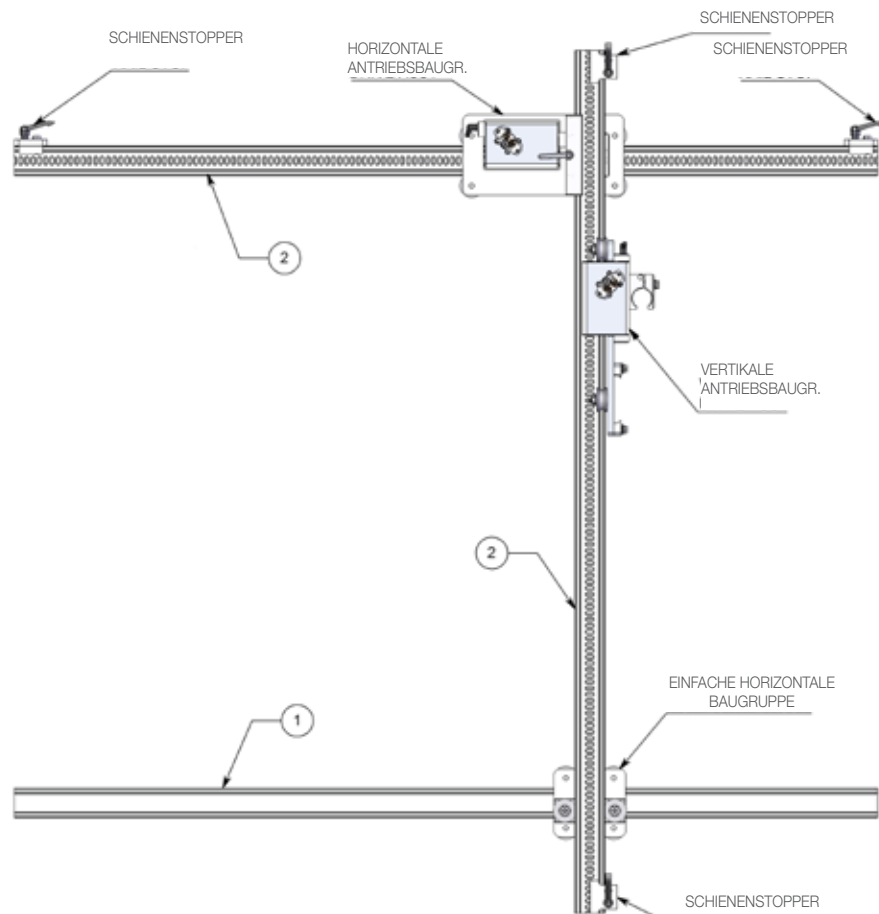 SCHIENENSTOPPER
SCHIENENSTOPPER
HORIZONTALE
ANTRIEBSBAUGR.
SCHIENENSTOPPER
2
VERTIKALE
ANTRIEBSBAUGR.
2
EINFACHE HORIZONTALE
BAUGRUPPE
1
SCHIENENSTOPPER